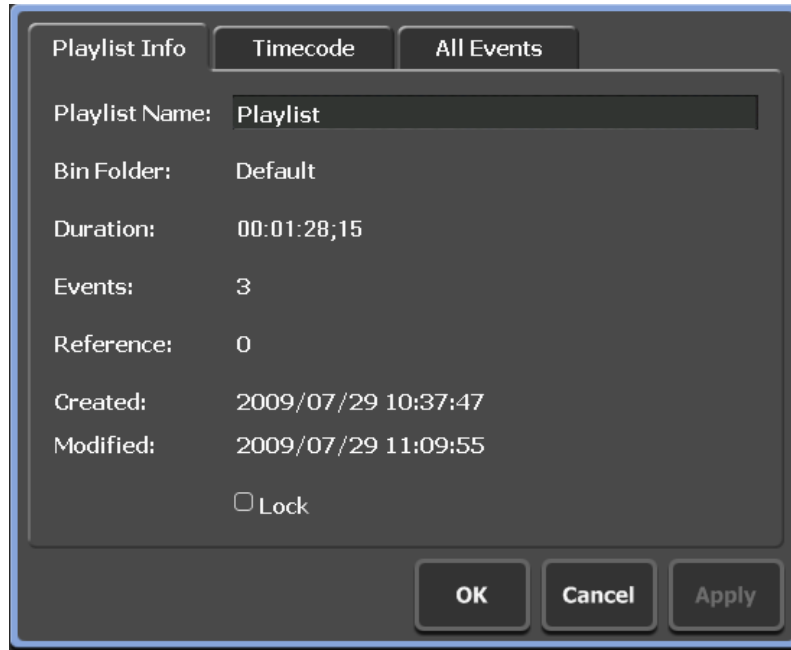 Playlist Info Timecode All Events
Playlist Name: Playlist
Bin Folder: Default
Duration: 00:01:28;15
Events: 3
Reference: 0
Created: 2009/07/29 10:37:47
Modified: 2009/07/29 11:09:55
Lock
OK Cancel Apply